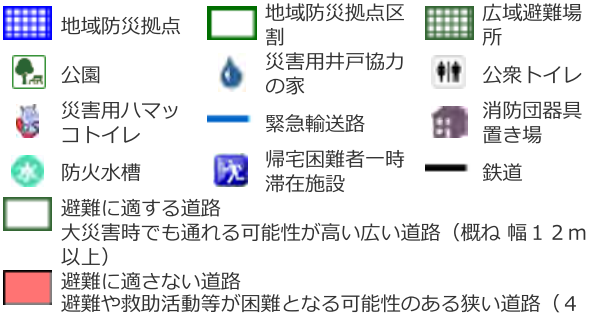 地域防災拠点
地域防災拠点区
割
広域避難場
所
公園
災害用井戸協力
の家
公衆トイレ
災害用ハマッ
コトイレ
緊急輸送路
消防団器具
置き場
水
防火水槽
帰宅困難者一時
滞在施設
鉄道
避難に適する道路
大災害時でも通れる可能性が高い広い道路（概ね 幅１２ｍ
以上）
避難に適さない道路
避難や救助活動等が困難となる可能性のある狭い道路（４